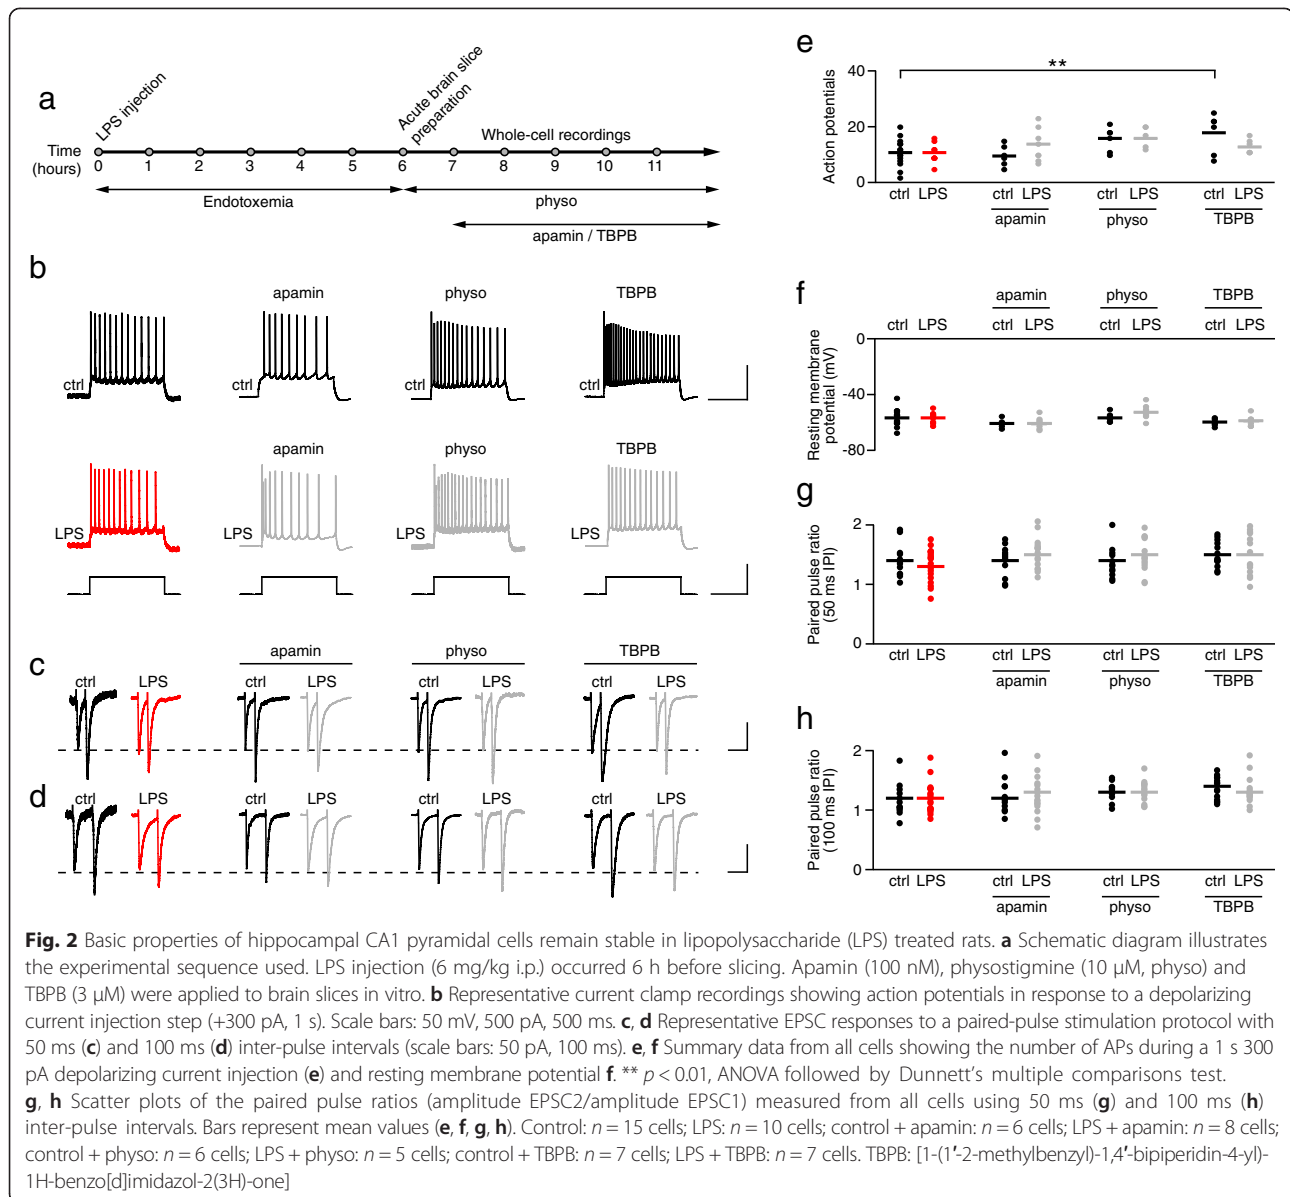 a
LPS injection
Acute brain slice
preparation
Whole-cell recordings
Time
(hours)
0 1 2 3 4 5 6 7 8 9 10 11
Endotoxemia
physo
apamin / TBPB
b
apamin physo TBPB
ctrl ctrl ctrl ctrl
apamin physo TBPB
LPS LPS LPS LPS
c
apamin physo TBPB
ctrl LPS ctrl LPS ctrl LPS ctrl LPS
d
ctrl LPS ctrl LPS ctrl LPS ctrl LPS
e
**
Action potentials
40
20
0
ctrl LPS ctrl LPS ctrl LPS ctrl LPS
apamin physo TBPB
f
apamin physo TBPB
ctrl LPS ctrl LPS ctrl LPS ctrl LPS
Resting membrane
potential (mV)
0
-40
-80
g
Paired pulse ratio
(50 ms IPI)
2
1
0
ctrl LPS ctrl LPS ctrl LPS ctrl LPS
apamin physo TBPB
h
Paired pulse ratio
(100 ms IPI)
2
1
0
ctrl LPS ctrl LPS ctrl LPS ctrl LPS
apamin physo TBPB
Fig. 2 Basic properties of hippocampal CA1 pyramidal cells remain stable in lipopolysaccharide (LPS) treated rats. a Schematic diagram illustrates
the experimental sequence used. LPS injection (6 mg/kg i.p.) occurred 6 h before slicing. Apamin (100 nM), physostigmine (10 μM, physo) and
TBPB (3 μM) were applied to brain slices in vitro. b Representative current clamp recordings showing action potentials in response to a depolarizing
current injection step (+300 pA, 1 s). Scale bars: 50 mV, 500 pA, 500 ms. c, d Representative EPSC responses to a paired-pulse stimulation protocol with
50 ms (c) and 100 ms (d) inter-pulse intervals (scale bars: 50 pA, 100 ms). e, f Summary data from all cells showing the number of APs during a 1 s 300
pA depolarizing current injection (e) and resting membrane potential f. ** p < 0.01, ANOVA followed by Dunnett's multiple comparisons test.
g, h Scatter plots of the paired pulse ratios (amplitude EPSC2/amplitude EPSC1) measured from all cells using 50 ms (g) and 100 ms (h)
inter-pulse intervals. Bars represent mean values (e, f, g, h). Control: n = 15 cells; LPS: n = 10 cells; control + apamin: n = 6 cells; LPS + apamin: n = 8 cells;
control + physo: n = 6 cells; LPS + physo: n = 5 cells; control + TBPB: n = 7 cells; LPS + TBPB: n = 7 cells. TBPB: [1-(1′-2-methylbenzyl)-1,4′-bipiperidin-4-yl)-
1H-benzo[d]imidazol-2(3H)-one]